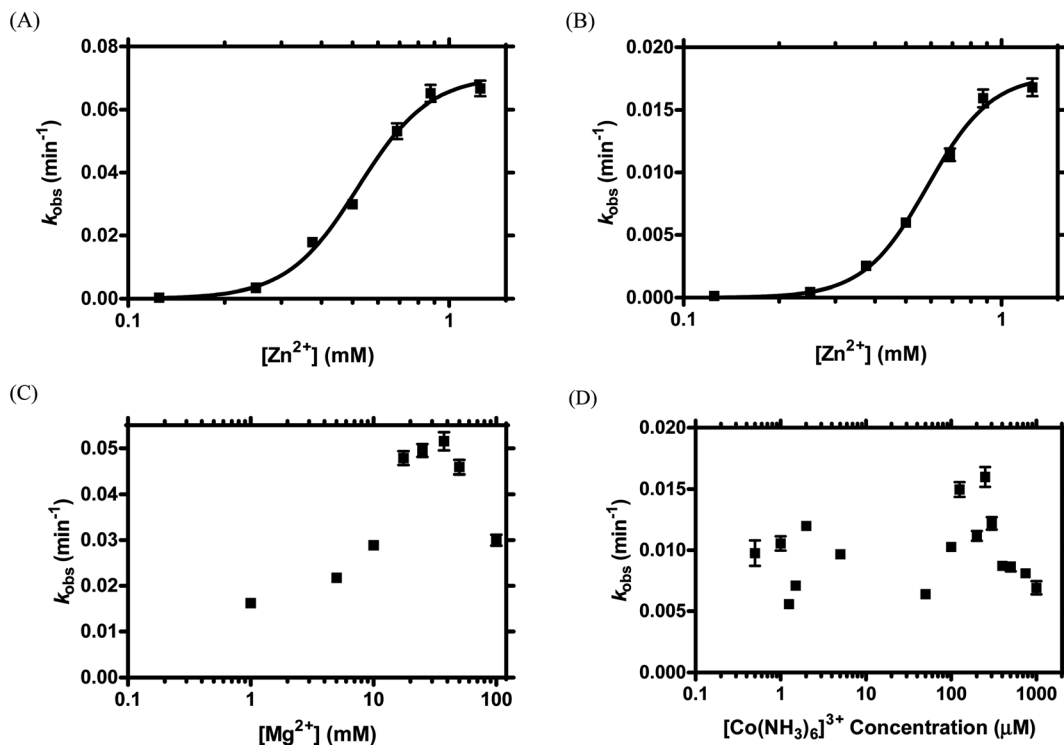 (A)
0.08
0.06
0.04
0.02
0.00
k_obs (min⁻¹)
0.1
1
[Zn²⁺] (mM)
(B)
0.020
0.015
0.010
0.005
0.000
k_obs (min⁻¹)
0.1
1
[Zn²⁺] (mM)
(C)
0.05
0.04
0.03
0.02
0.01
0.00
k_obs (min⁻¹)
0.1
1
10
100
[Mg²⁺] (mM)
(D)
0.020
0.015
0.010
0.005
0.000
k_obs (min⁻¹)
0.1
1
10
100
1000
[Co(NH₃)₆]³⁺ Concentration (μM)